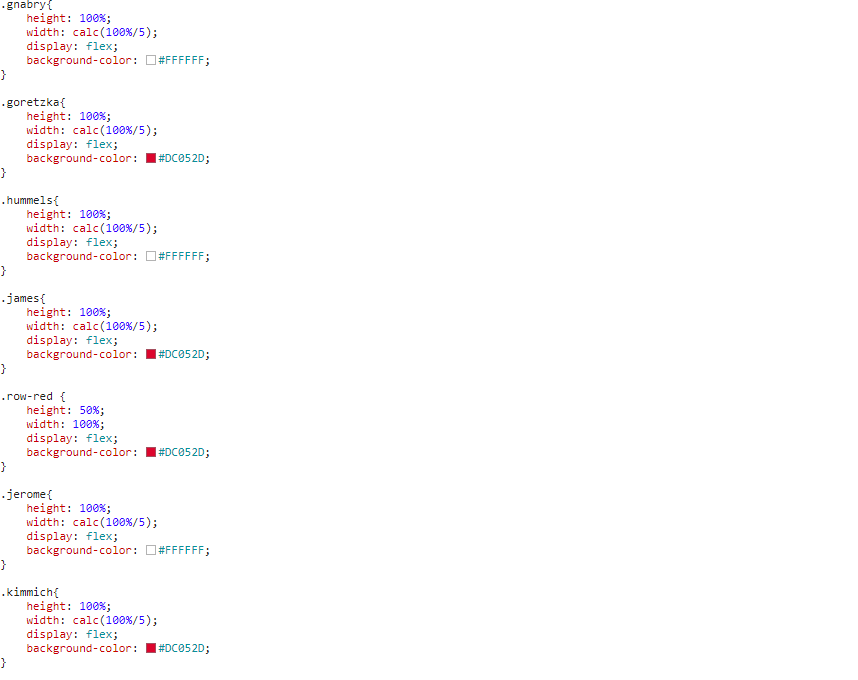 .gnabry{
    height: 100%;
    width: calc(100%/5);
    display: flex;
    background-color: #FFFFFF;
}

.goretzka{
    height: 100%;
    width: calc(100%/5);
    display: flex;
    background-color: #DC052D;
}

.hummels{
    height: 100%;
    width: calc(100%/5);
    display: flex;
    background-color: #FFFFFF;
}

.james{
    height: 100%;
    width: calc(100%/5);
    display: flex;
    background-color: #DC052D;
}

.row-red {
    height: 50%;
    width: 100%;
    display: flex;
    background-color: #DC052D;
}

.jerome{
    height: 100%;
    width: calc(100%/5);
    display: flex;
    background-color: #FFFFFF;
}

.kimmich{
    height: 100%;
    width: calc(100%/5);
    display: flex;
    background-color: #DC052D;
}